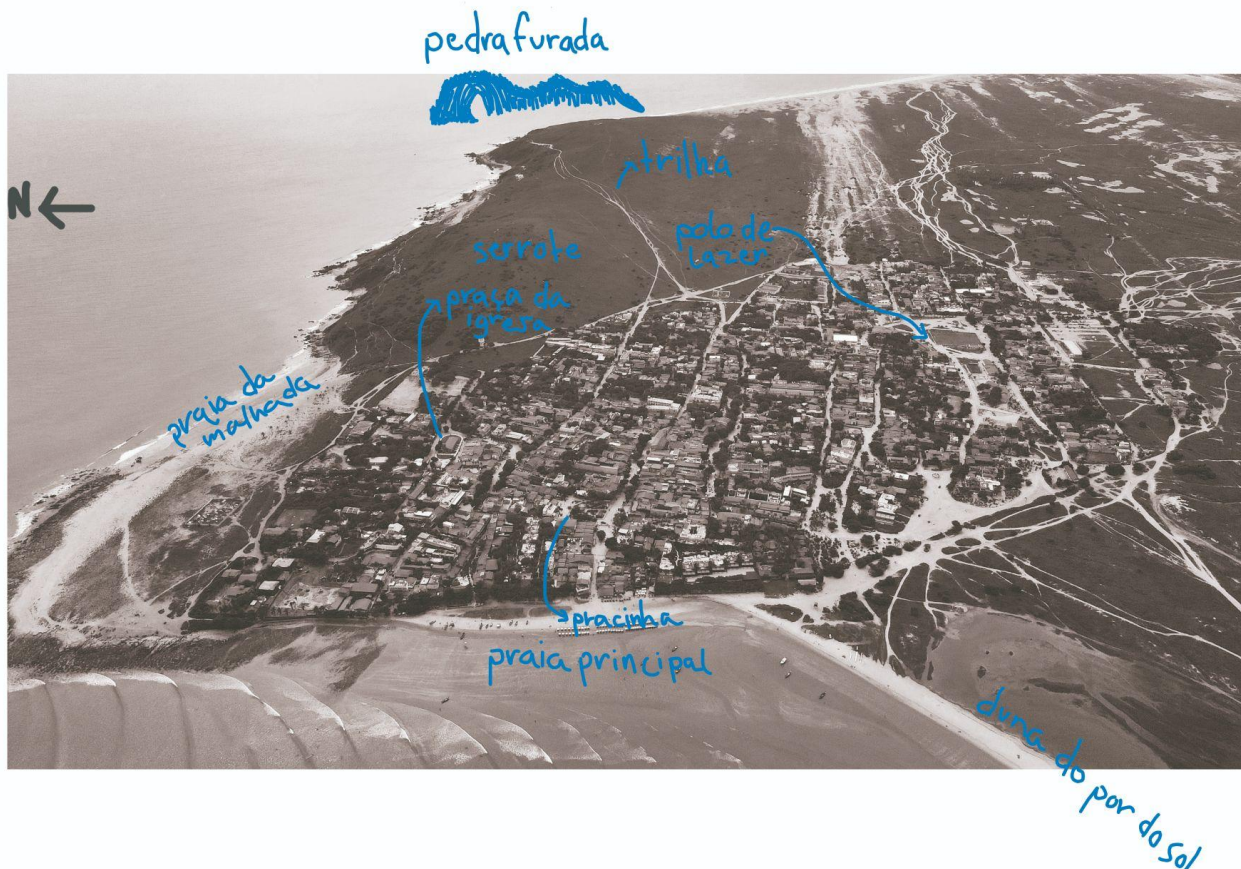 pedra furada
N
trilha
serrote
polo de
lazer
praça da
igresa
praia da
malhada
pracinha
praia principal
duna do por do sol